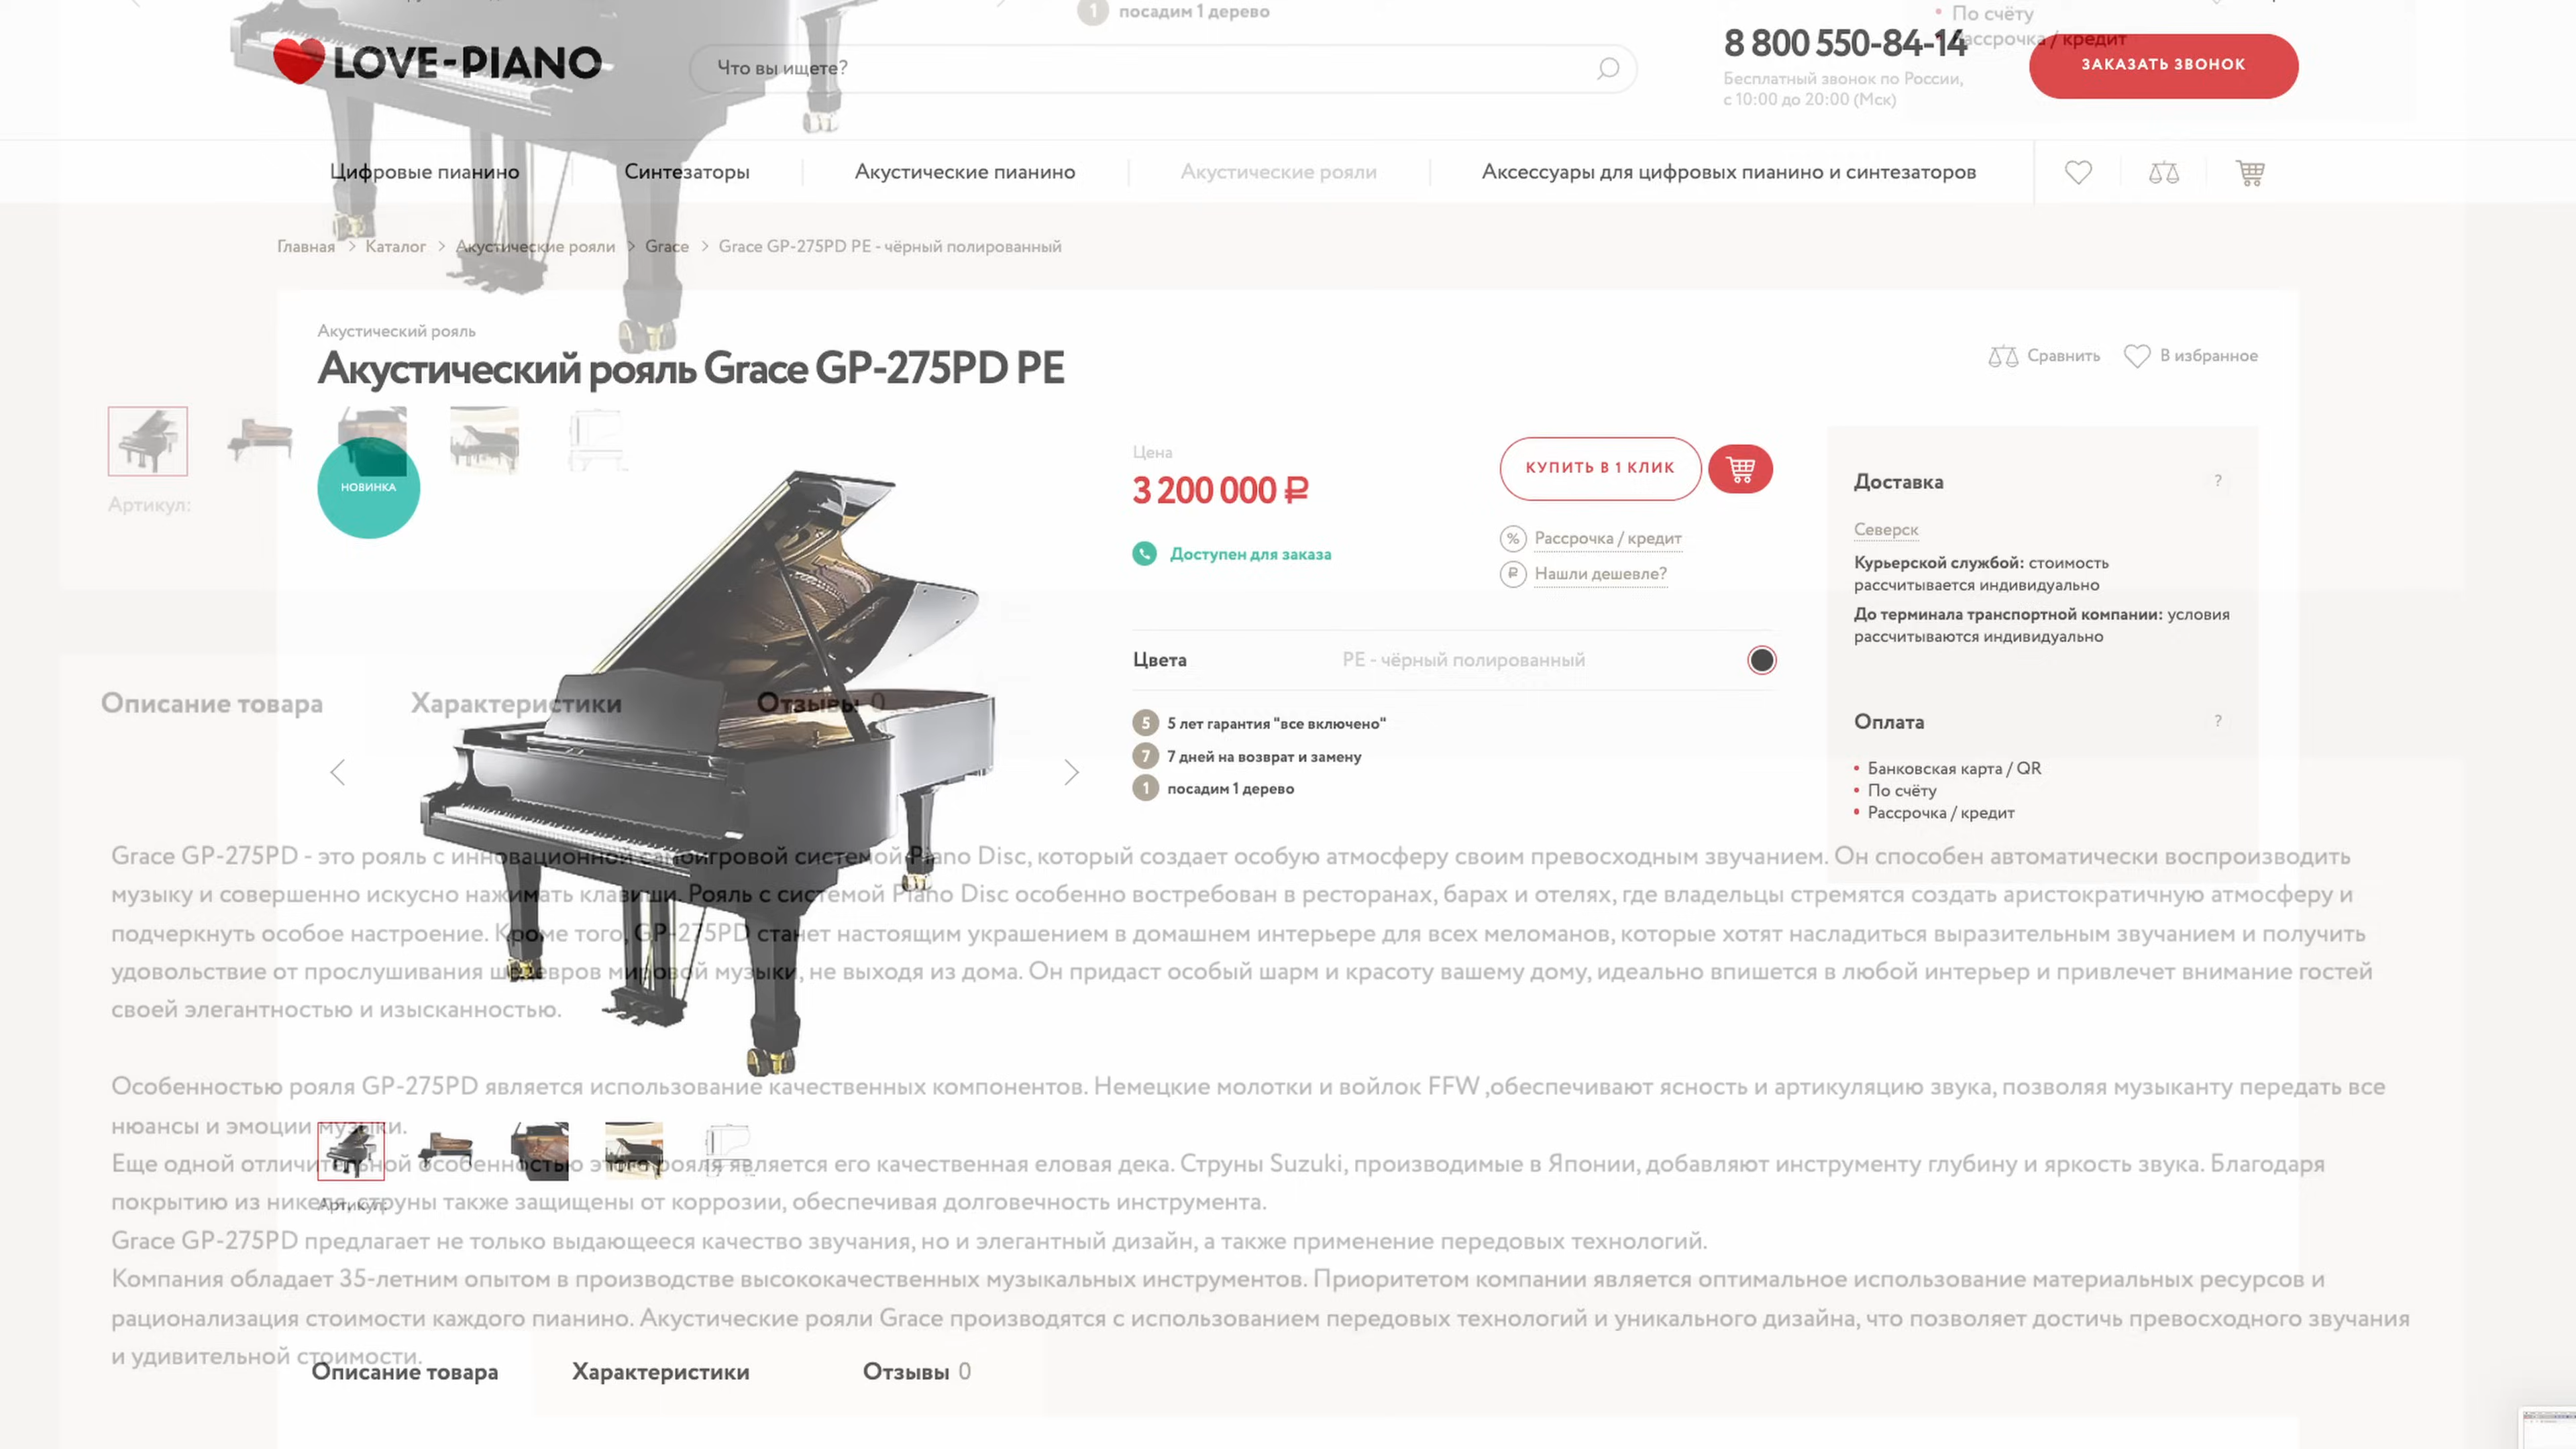 1 посадим 1 дерево
По счёту
Рассрочка / кредит
LOVE-PIANO
Что вы ищете?
8 800 550-84-14
Бесплатный звонок по России,
с 10:00 до 20:00 (Мск)
ЗАКАЗАТЬ ЗВОНОК
Цифровые пианино
Синтезаторы
Акустические пианино
Акустические рояли
Аксессуары для цифровых пианино и синтезаторов
Главная > Каталог > Акустические рояли > Grace > Grace GP-275PD PE - чёрный полированный
Акустический рояль
Акустический рояль Grace GP-275PD PE
Сравнить
В избранное
НОВИНКА
Артикул:
Цена
3 200 000 ₽
Доступен для заказа
КУПИТЬ В 1 КЛИК
% Рассрочка / кредит
₽ Нашли дешевле?
Цвета
PE - чёрный полированный
5 5 лет гарантия "все включено"
7 7 дней на возврат и замену
1 посадим 1 дерево
Доставка ?
Северск
Курьерской службой: стоимость
рассчитывается индивидуально
До терминала транспортной компании: условия
рассчитываются индивидуально
Оплата ?
Банковская карта / QR
По счёту
Рассрочка / кредит
Описание товара
Характеристики
Отзывы 0
Grace GP-275PD - это рояль с инновационной самоигровой системой Piano Disc, который создает особую атмосферу своим превосходным звучанием. Он способен автоматически воспроизводить
музыку и совершенно искусно нажимать клавиши. Рояль с системой Piano Disc особенно востребован в ресторанах, барах и отелях, где владельцы стремятся создать аристократичную атмосферу и
подчеркнуть особое настроение. Кроме того, GP-275PD станет настоящим украшением в домашнем интерьере для всех меломанов, которые хотят насладиться выразительным звучанием и получить
удовольствие от прослушивания шедевров мировой музыки, не выходя из дома. Он придаст особый шарм и красоту вашему дому, идеально впишется в любой интерьер и привлечет внимание гостей
своей элегантностью и изысканностью.
Особенностью рояля GP-275PD является использование качественных компонентов. Немецкие молотки и войлок FFW ,обеспечивают ясность и артикуляцию звука, позволяя музыканту передать все
нюансы и эмоции музыки.
Еще одной отличительной особенностью этого рояля является его качественная еловая дека. Струны Suzuki, производимые в Японии, добавляют инструменту глубину и яркость звука. Благодаря
покрытию из никеля, струны также защищены от коррозии, обеспечивая долговечность инструмента.
Артикул:
Grace GP-275PD предлагает не только выдающееся качество звучания, но и элегантный дизайн, а также применение передовых технологий.
Компания обладает 35-летним опытом в производстве высококачественных музыкальных инструментов. Приоритетом компании является оптимальное использование материальных ресурсов и
рационализация стоимости каждого пианино. Акустические рояли Grace производятся с использованием передовых технологий и уникального дизайна, что позволяет достичь превосходного звучания
и удивительной стоимости.
Описание товара
Характеристики
Отзывы 0